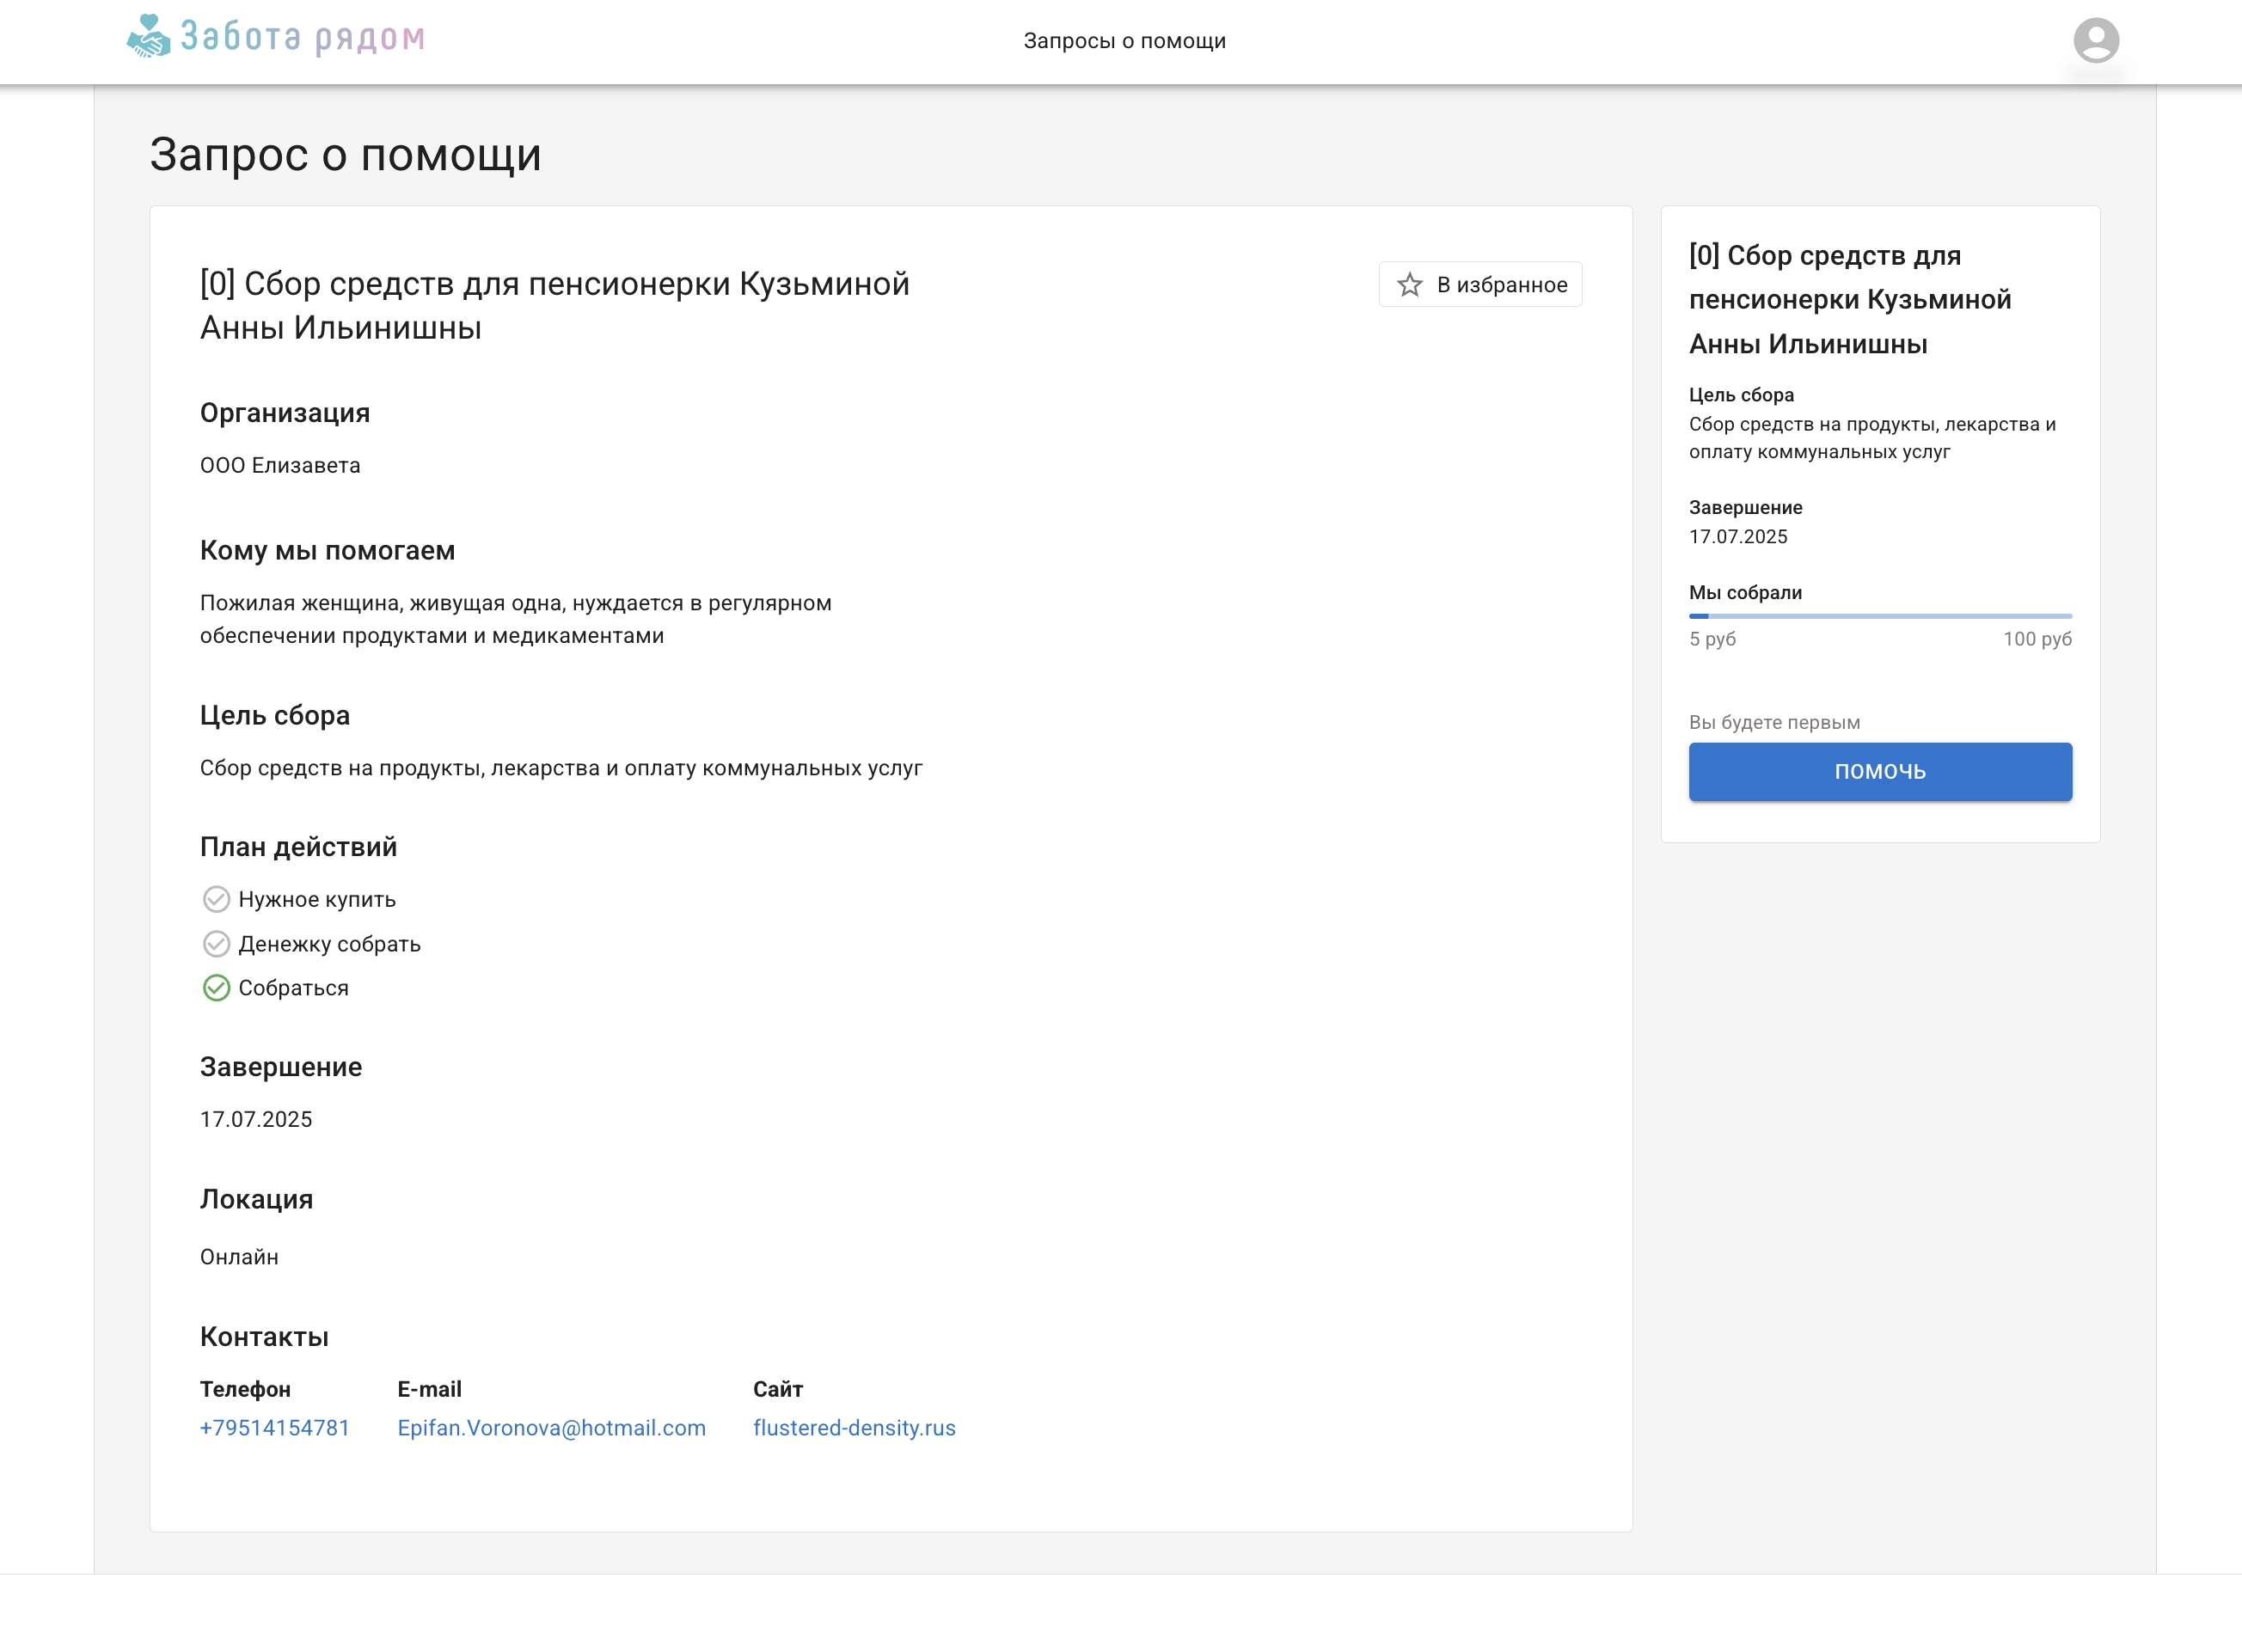 Забота рядом
Запросы о помощи
Запрос о помощи
[0] Сбор средств для пенсионерки Кузьминой
Анны Ильинишны
В избранное
Организация
ООО Елизавета
Кому мы помогаем
Пожилая женщина, живущая одна, нуждается в регулярном
обеспечении продуктами и медикаментами
Цель сбора
Сбор средств на продукты, лекарства и оплату коммунальных услуг
План действий
Нужное купить
Денежку собрать
Собраться
Завершение
17.07.2025
Локация
Онлайн
Контакты
Телефон
+79514154781
E-mail
Epifan.Voronova@hotmail.com
Сайт
flustered-density.rus
[0] Сбор средств для
пенсионерки Кузьминой
Анны Ильинишны
Цель сбора
Сбор средств на продукты, лекарства и
оплату коммунальных услуг
Завершение
17.07.2025
Мы собрали
5 руб
100 руб
Вы будете первым
ПОМОЧЬ